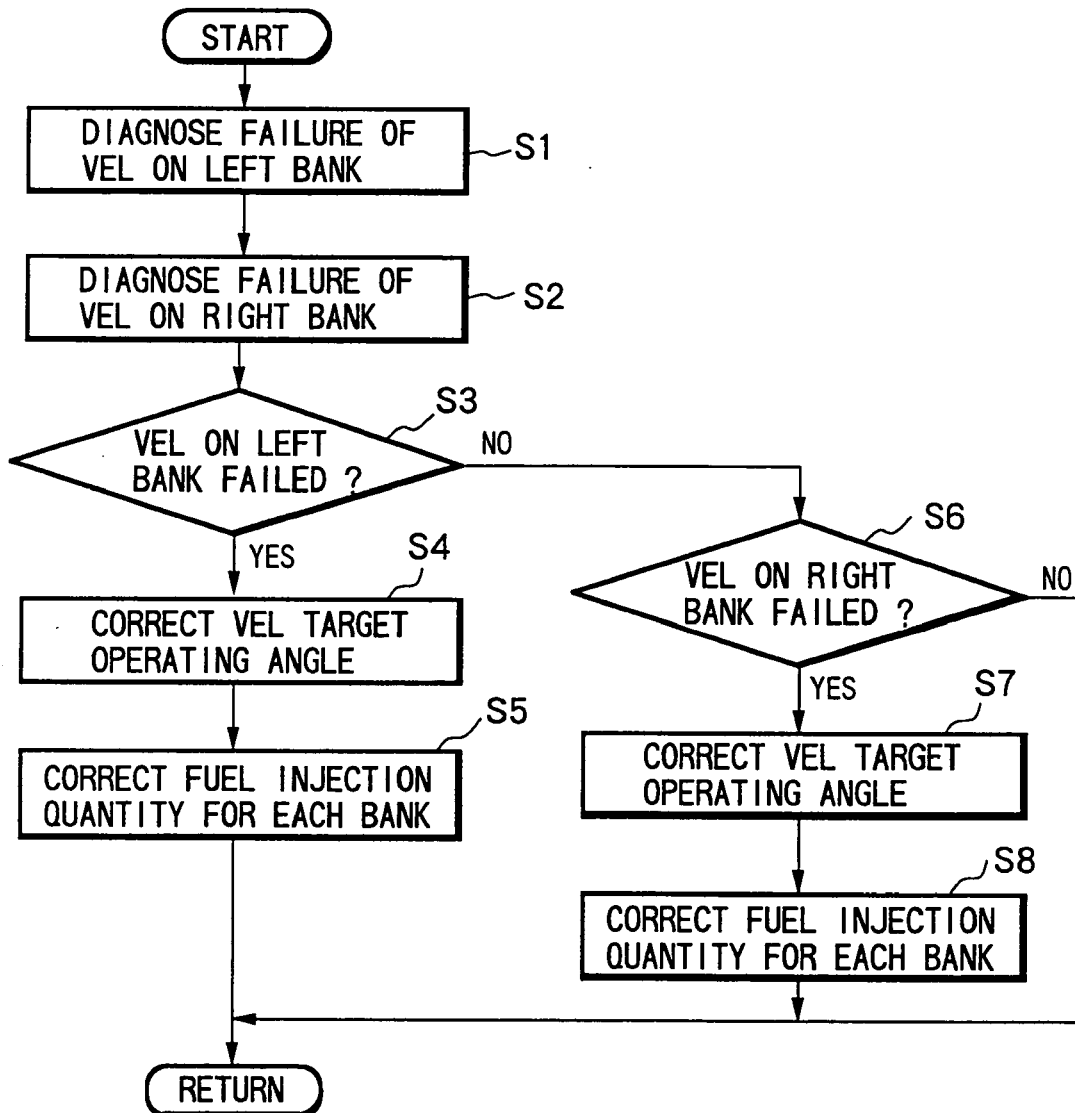 START
DIAGNOSE FAILURE OF
VEL ON LEFT BANK
S1
DIAGNOSE FAILURE OF
VEL ON RIGHT BANK
S2
S3
VEL ON LEFT
BANK FAILED ?
NO
YES
S4
CORRECT VEL TARGET
OPERATING ANGLE
S5
CORRECT FUEL INJECTION
QUANTITY FOR EACH BANK
S6
VEL ON RIGHT
BANK FAILED ?
NO
YES
S7
CORRECT VEL TARGET
OPERATING ANGLE
S8
CORRECT FUEL INJECTION
QUANTITY FOR EACH BANK
RETURN